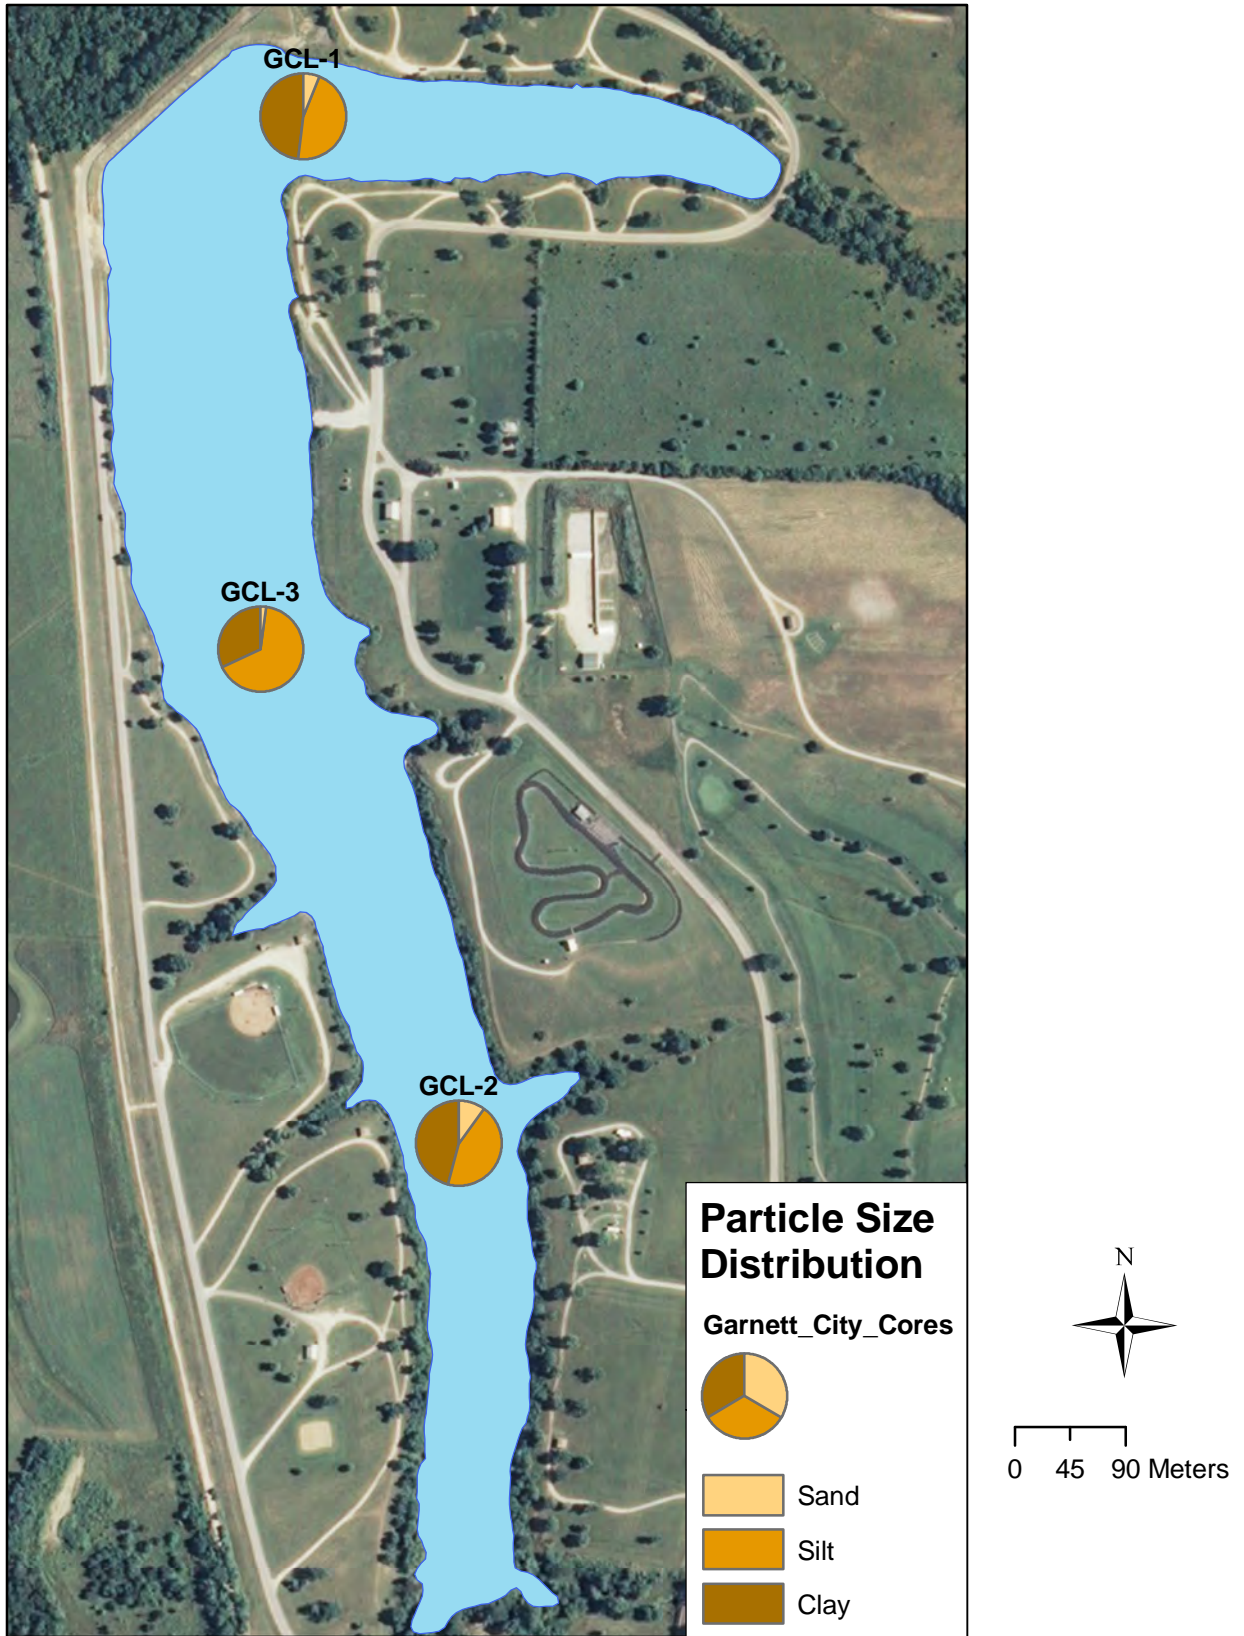 GCL-1
GCL-3
GCL-2
Particle Size
Distribution
Garnett_City_Cores
Sand
Silt
Clay
N
0 45 90 Meters